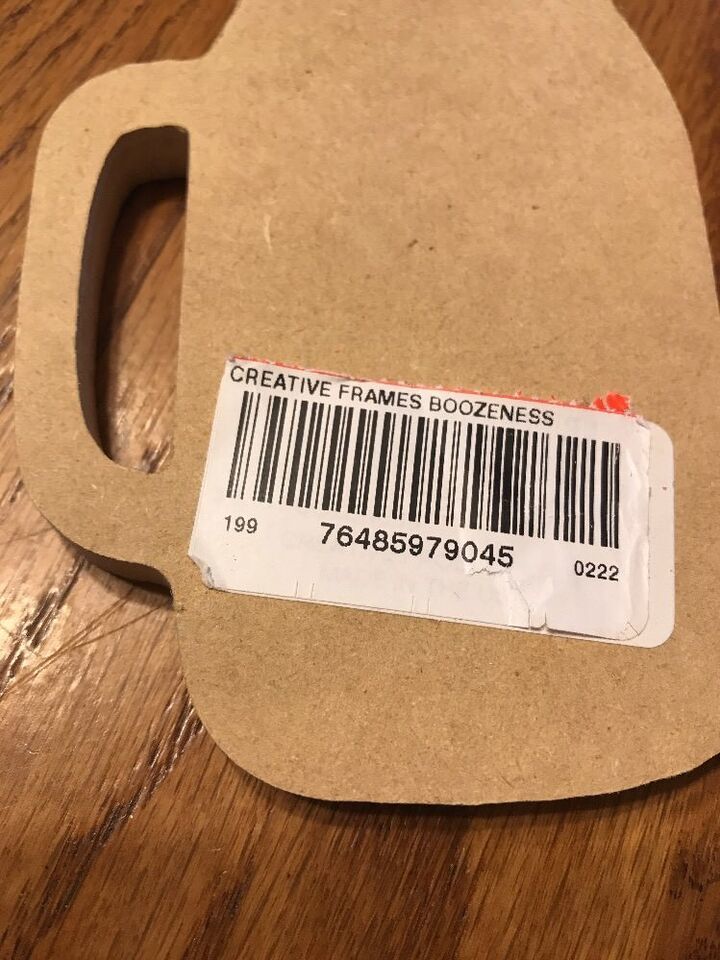 CREATIVE FRAMES BOOZENESS
199 76485979045 0222